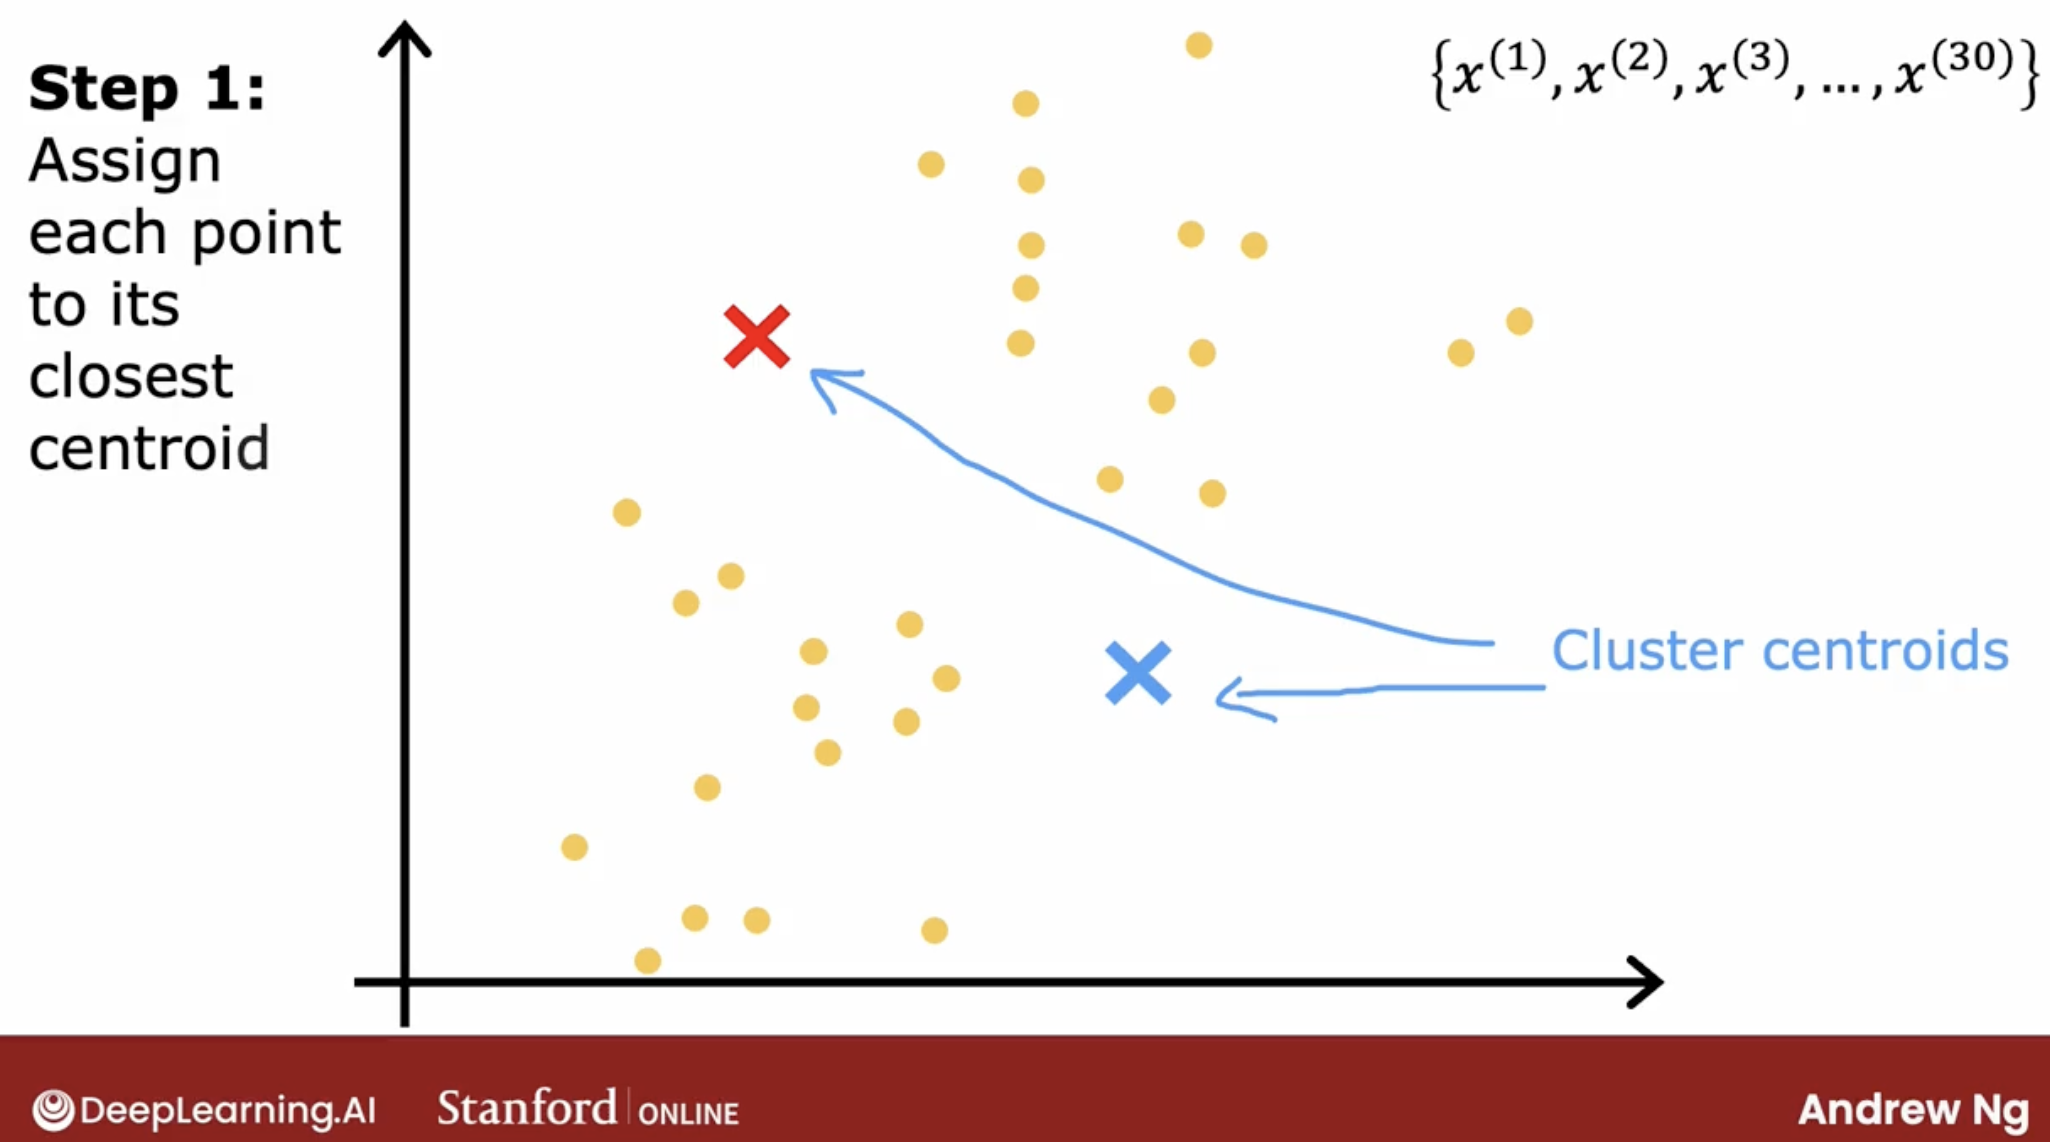 Step 1:
Assign
each point
to its
closest
centroid
{x⁽¹⁾, x⁽²⁾, x⁽³⁾, ..., x⁽³⁰⁾}
Cluster centroids
DeepLearning.AI
Stanford | ONLINE
Andrew Ng